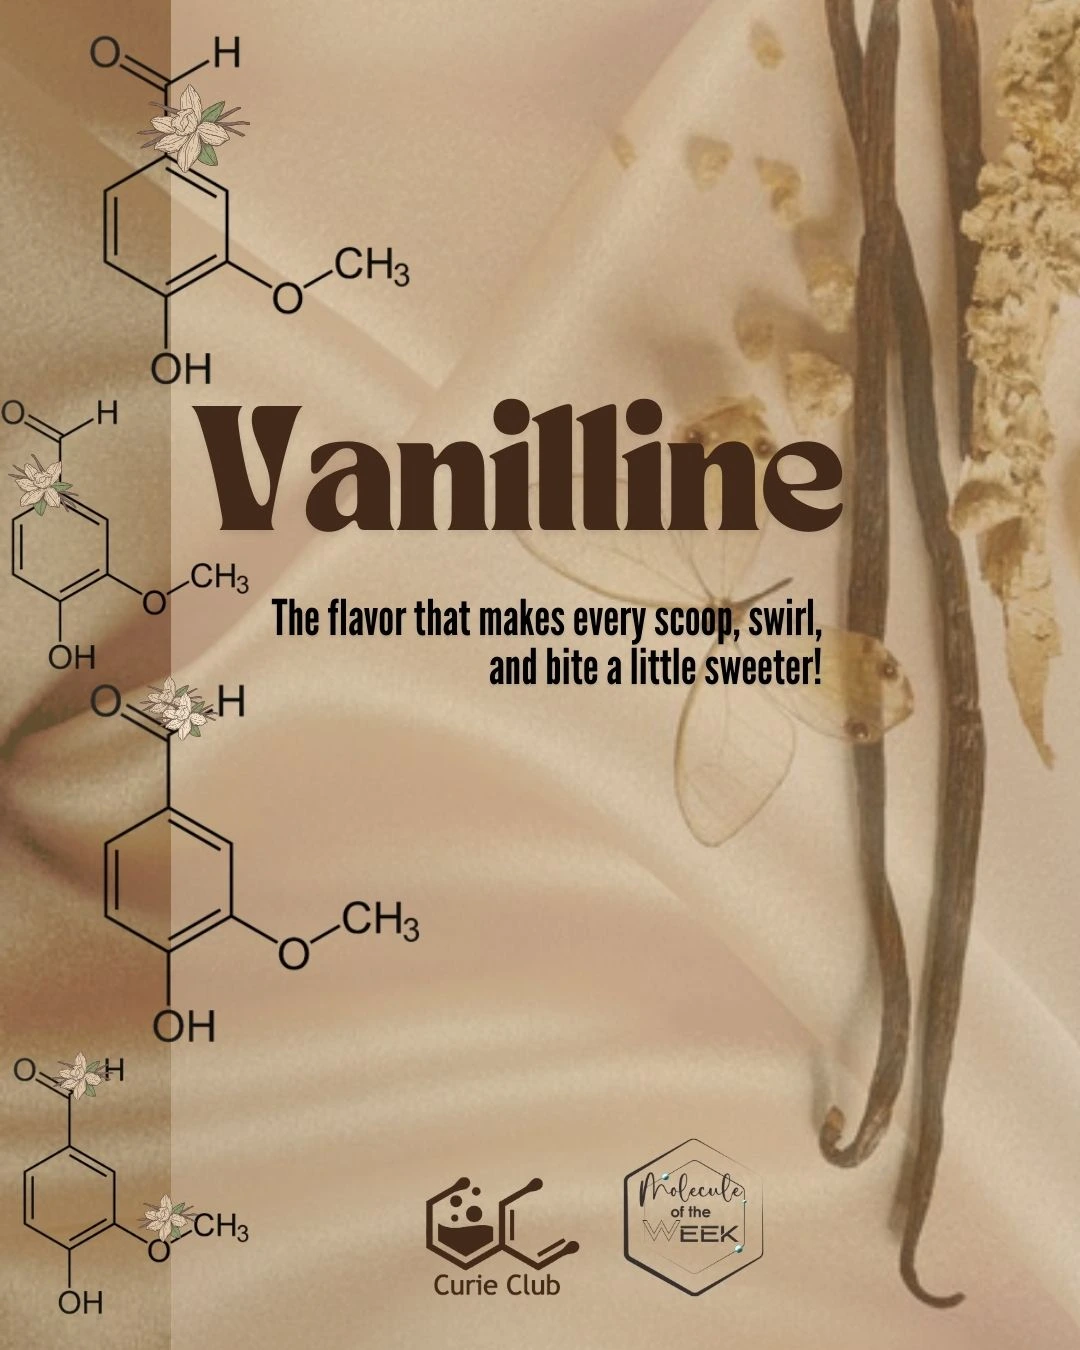 O H
CH3
O
OH
O H
Vanilline
CH3
O
The flavor that makes every scoop, swirl,
OH
and bite a little sweeter!
O H
CH3
O
OH
O H
CH3
O
OH
Molecule
of the
WEEK
Curie Club